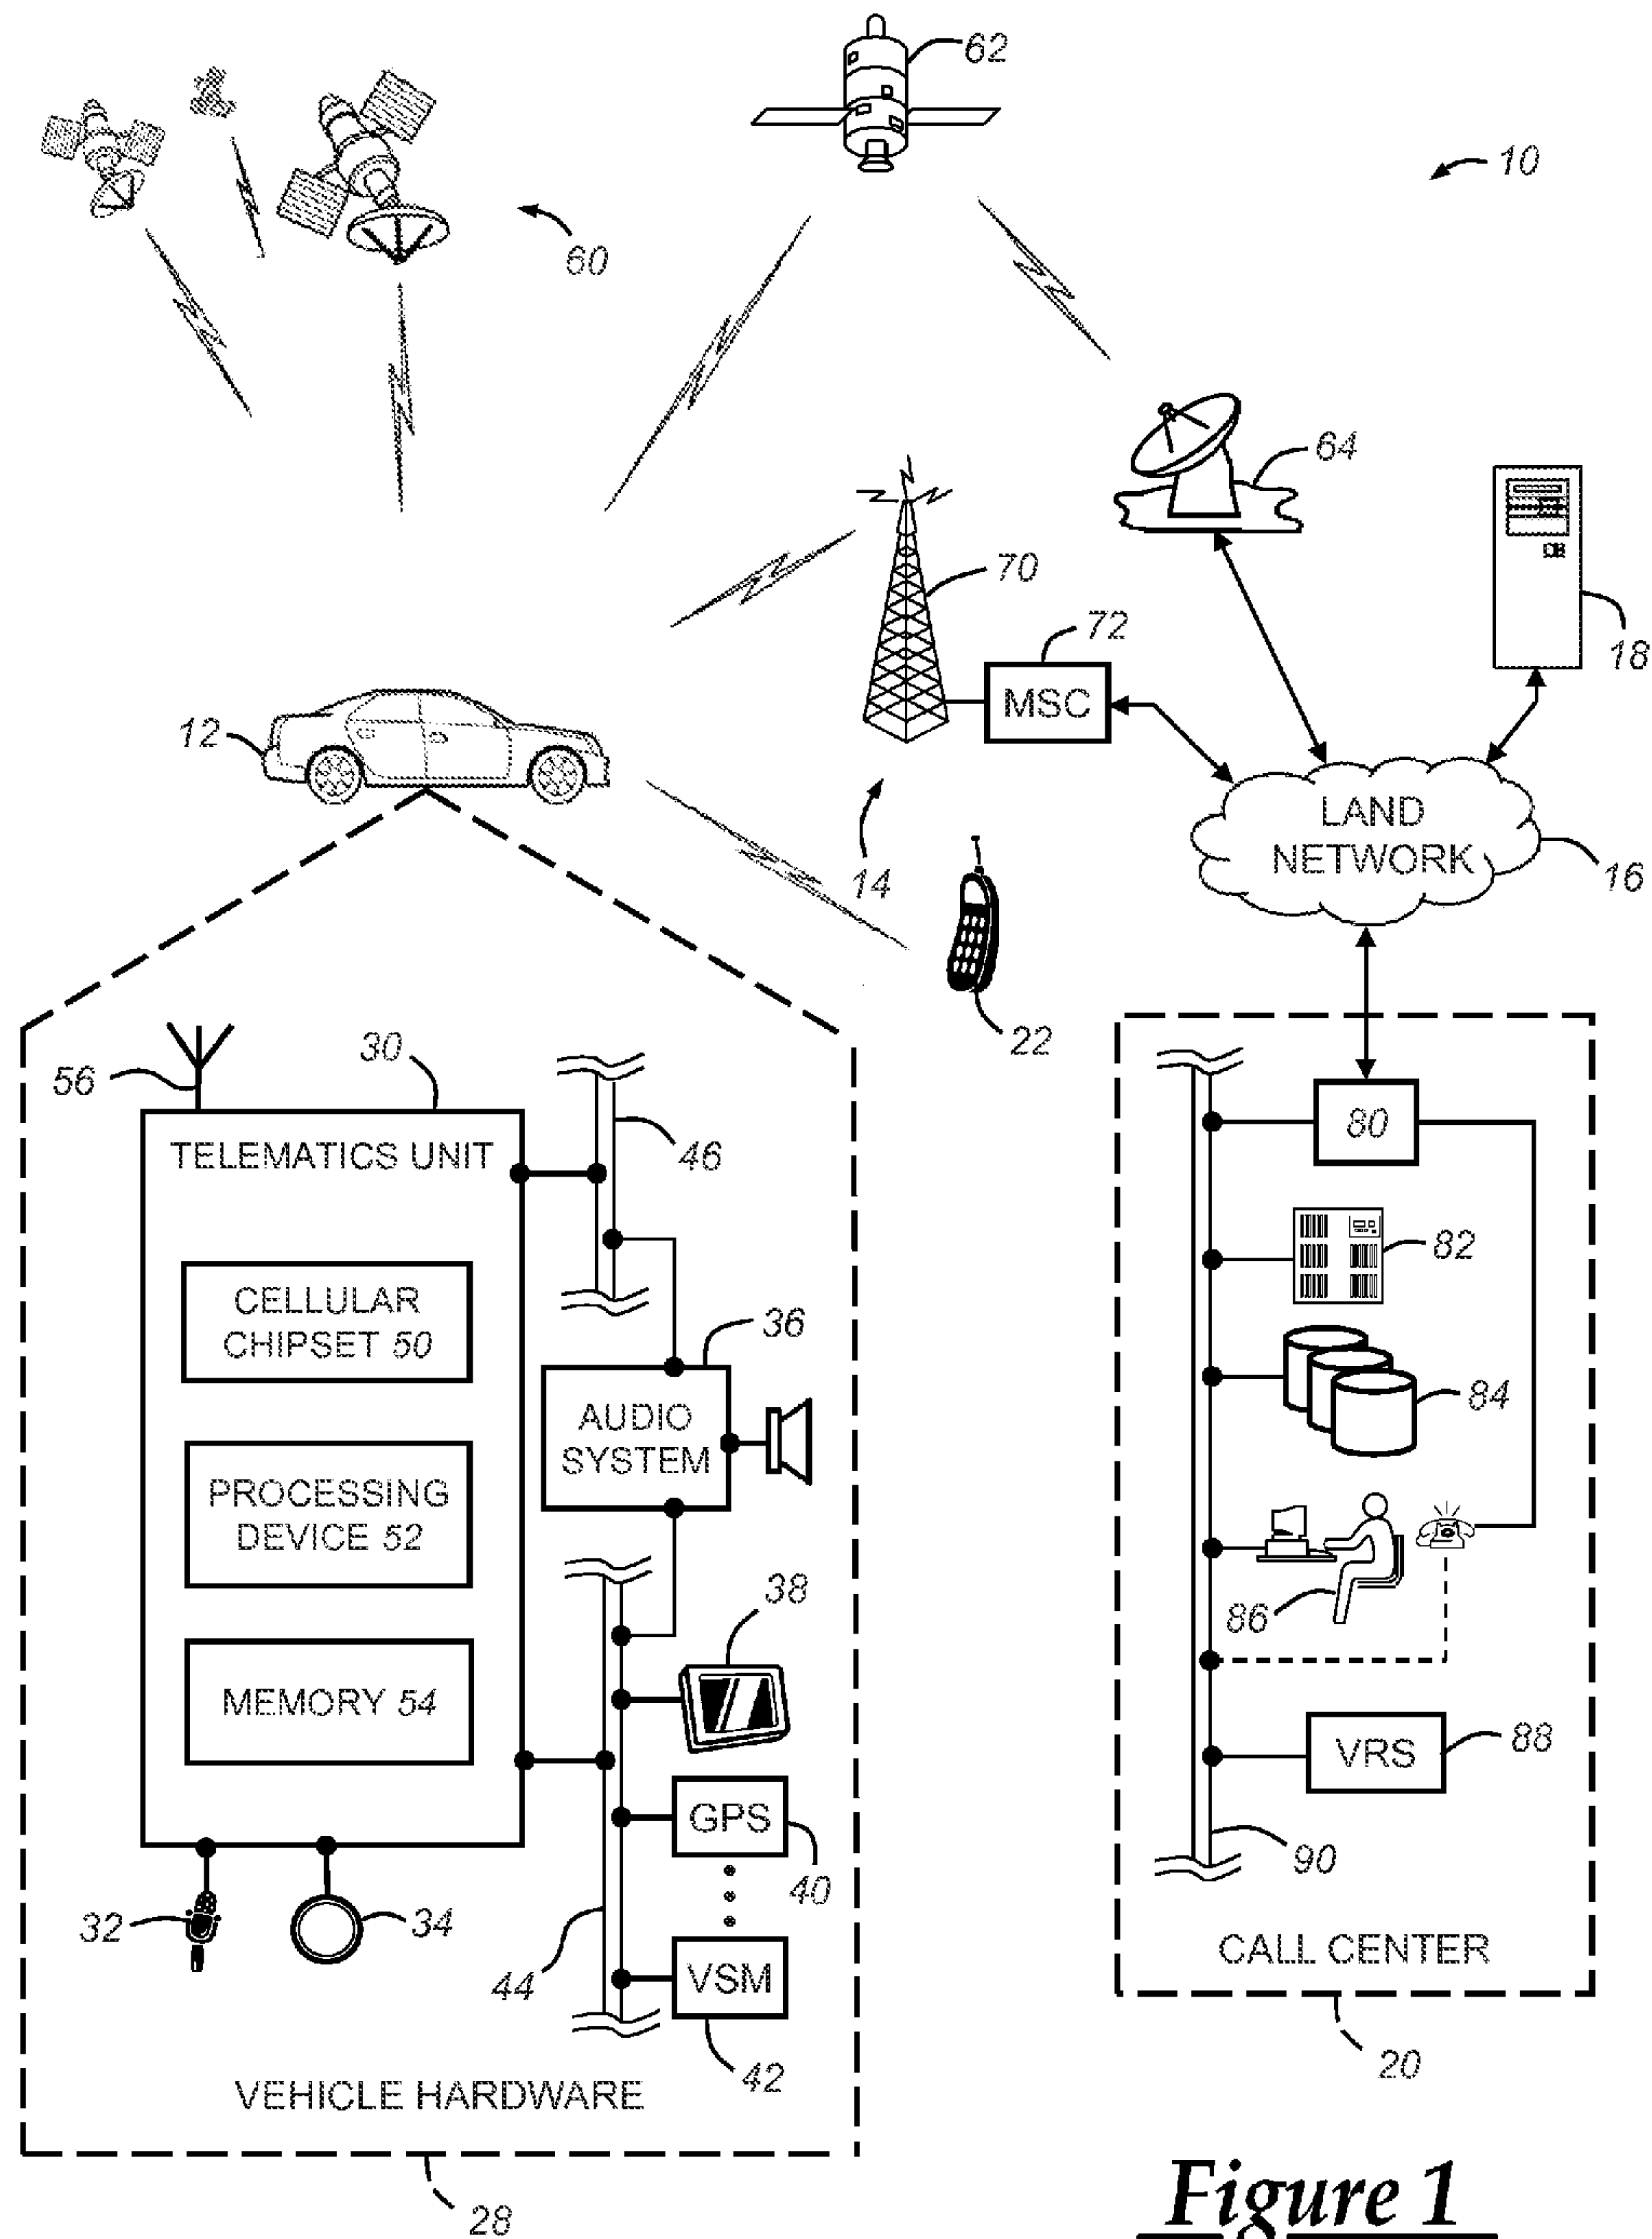 62
10
60
64
70
18
72
MSC
12
LAND
NETWORK
16
14
22
30
56
46
TELEMATICS UNIT
CELLULAR
CHIPSET 50
36
AUDIO
SYSTEM
PROCESSING
DEVICE 52
38
MEMORY 54
GPS
40
32
34
44
VSM
42
VEHICLE HARDWARE
28
80
82
84
86
VRS
88
90
CALL CENTER
20
Figure 1